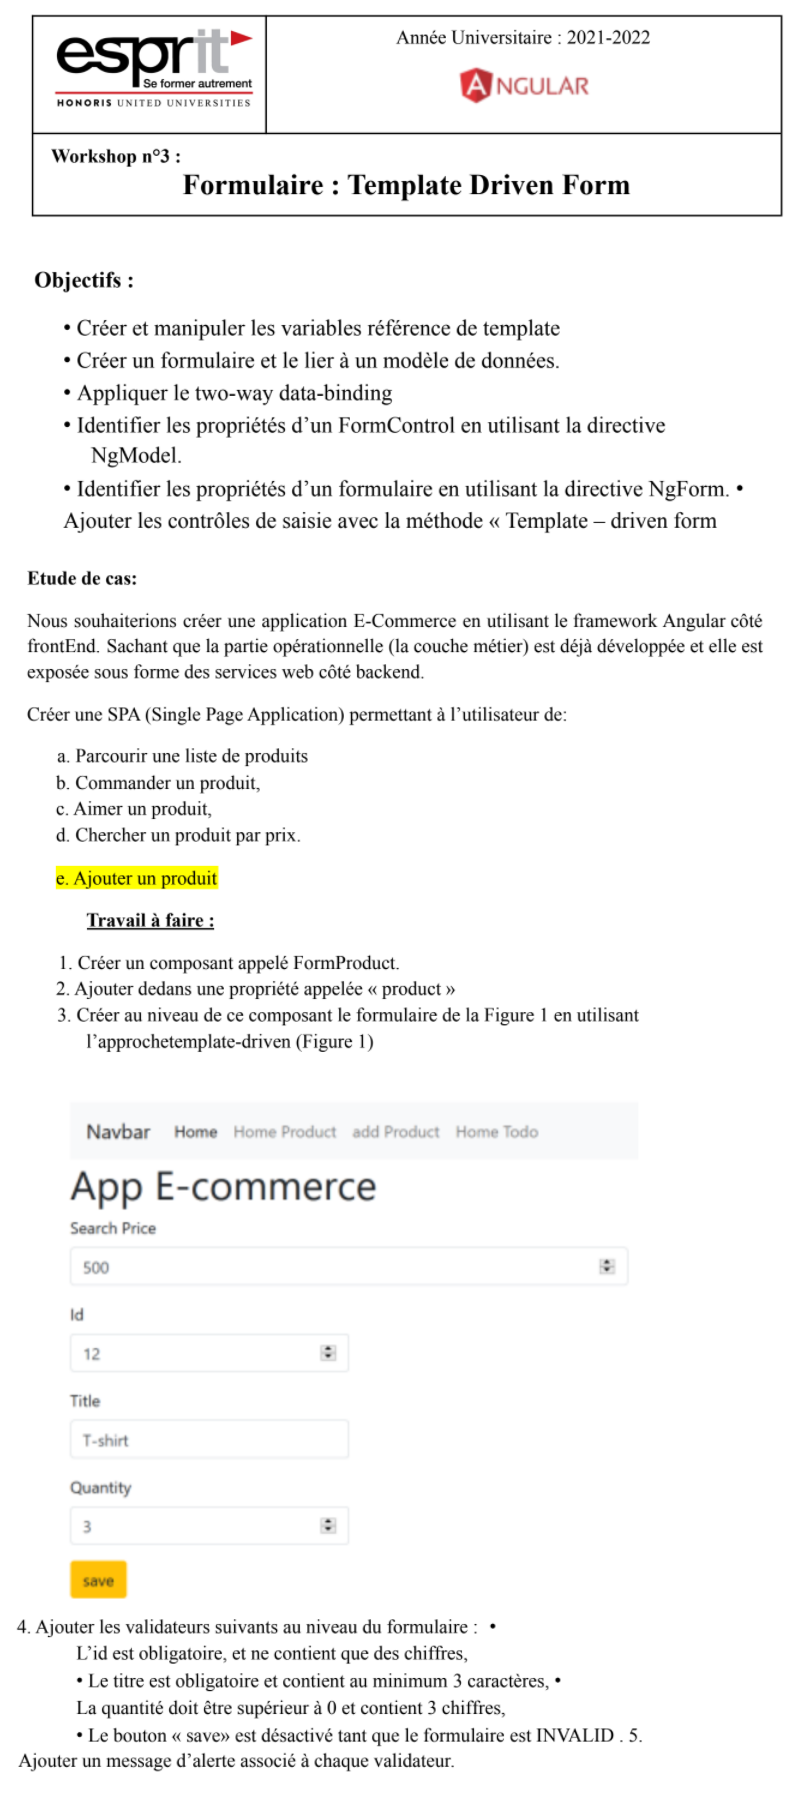 esprit
Se former autrement
HONORIS UNITED UNIVERSITIES
Année Universitaire : 2021-2022
ANGULAR
Workshop n°3 :
Formulaire : Template Driven Form
Objectifs :
• Créer et manipuler les variables référence de template
• Créer un formulaire et le lier à un modèle de données.
• Appliquer le two-way data-binding
• Identifier les propriétés d’un FormControl en utilisant la directive
NgModel.
• Identifier les propriétés d’un formulaire en utilisant la directive NgForm. •
Ajouter les contrôles de saisie avec la méthode « Template – driven form
Etude de cas:
Nous souhaiterions créer une application E-Commerce en utilisant le framework Angular côté
frontEnd. Sachant que la partie opérationnelle (la couche métier) est déjà développée et elle est
exposée sous forme des services web côté backend.
Créer une SPA (Single Page Application) permettant à l’utilisateur de:
a. Parcourir une liste de produits
b. Commander un produit,
c. Aimer un produit,
d. Chercher un produit par prix.
e. Ajouter un produit
Travail à faire :
1. Créer un composant appelé FormProduct.
2. Ajouter dedans une propriété appelée « product »
3. Créer au niveau de ce composant le formulaire de la Figure 1 en utilisant
l’approchetemplate-driven (Figure 1)
Navbar Home Home Product add Product Home Todo
App E-commerce
Search Price
500
Id
12
Title
T-shirt
Quantity
3
save
4. Ajouter les validateurs suivants au niveau du formulaire : •
L’id est obligatoire, et ne contient que des chiffres,
• Le titre est obligatoire et contient au minimum 3 caractères, •
La quantité doit être supérieur à 0 et contient 3 chiffres,
• Le bouton « save» est désactivé tant que le formulaire est INVALID . 5.
Ajouter un message d’alerte associé à chaque validateur.